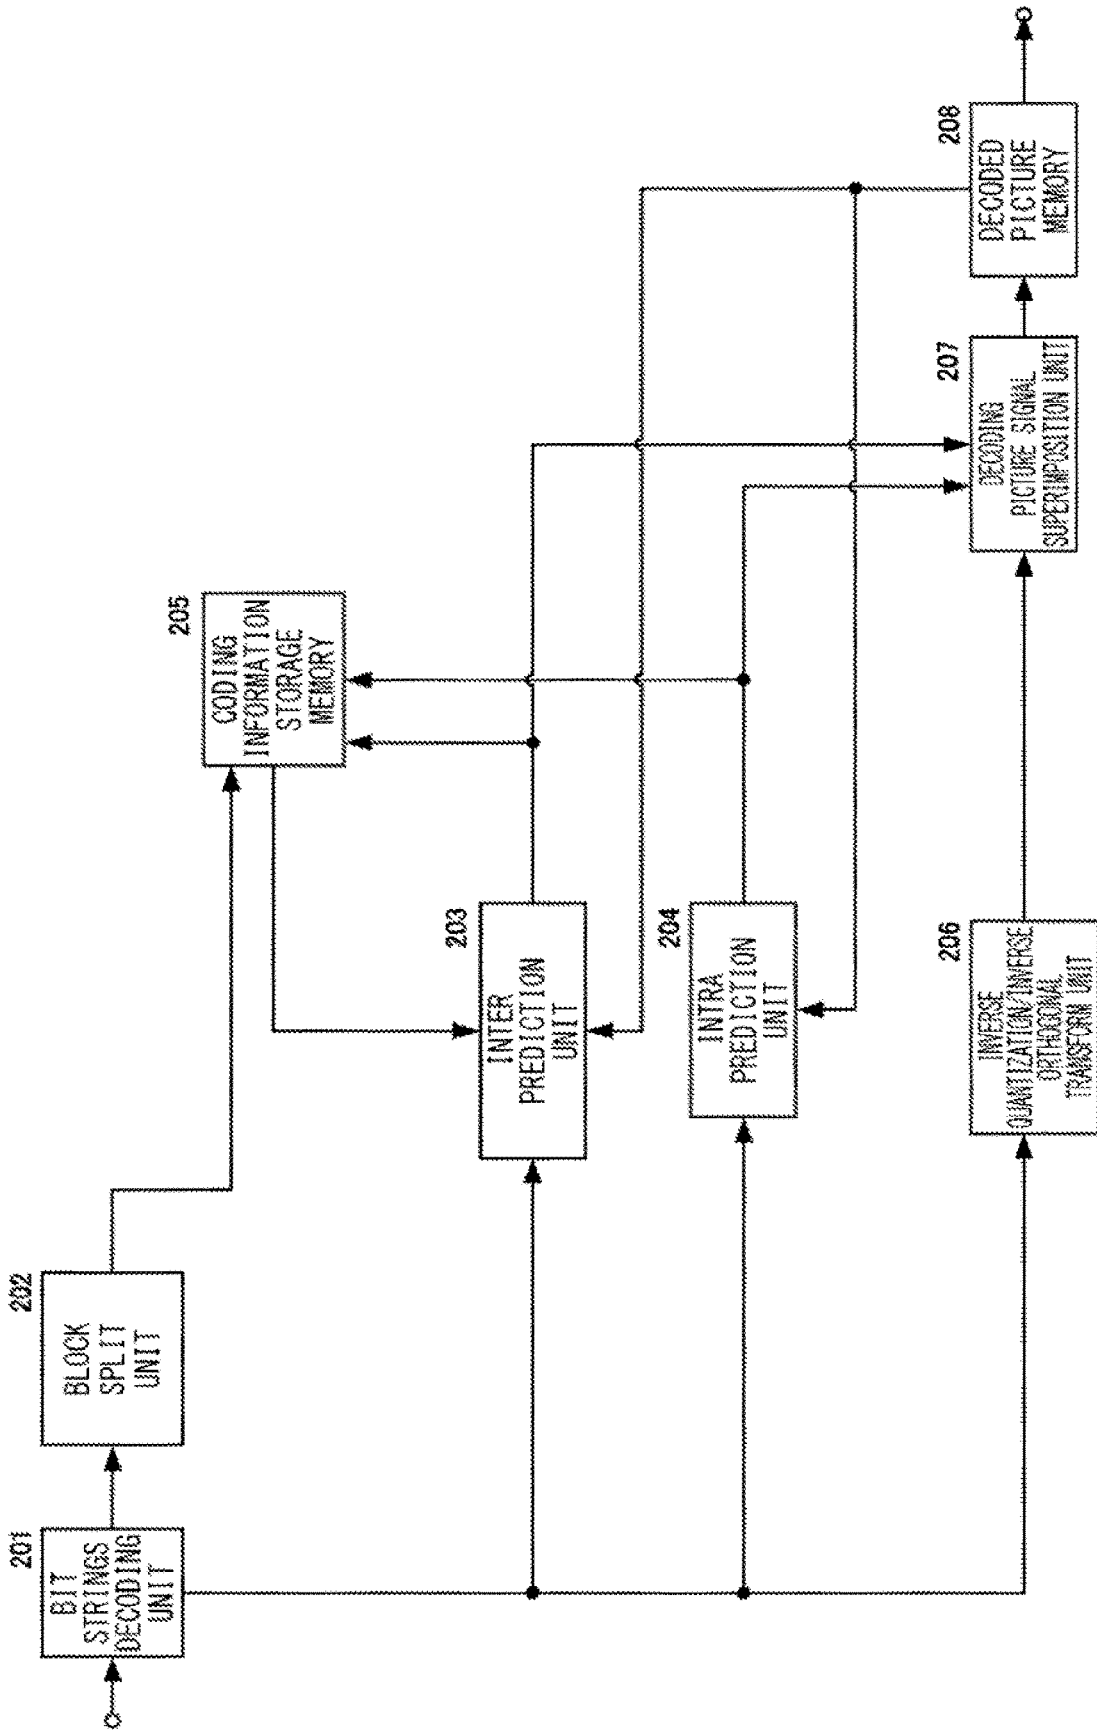 201
BIT
STRINGS
DECODING
UNIT
202
BLOCK
SPLIT
UNIT
205
CODING
INFORMATION
STORAGE
MEMORY
203
INTER
PREDICTION
UNIT
204
INTRA
PREDICTION
UNIT
206
INVERSE
QUANTIZATION/INVERSE
ORTHOGONAL
TRANSFORM UNIT
207
DECODING
PICTURE SIGNAL
SUPERIMPOSITION UNIT
208
DECODED
PICTURE
MEMORY